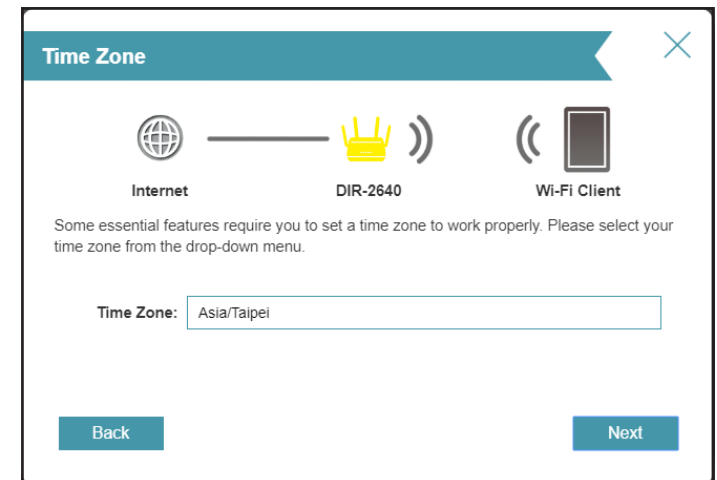 Time Zone
Internet
DIR-2640
Wi-Fi Client
Some essential features require you to set a time zone to work properly. Please select your
time zone from the drop-down menu.
Time Zone: Asia/Taipei
Back
Next